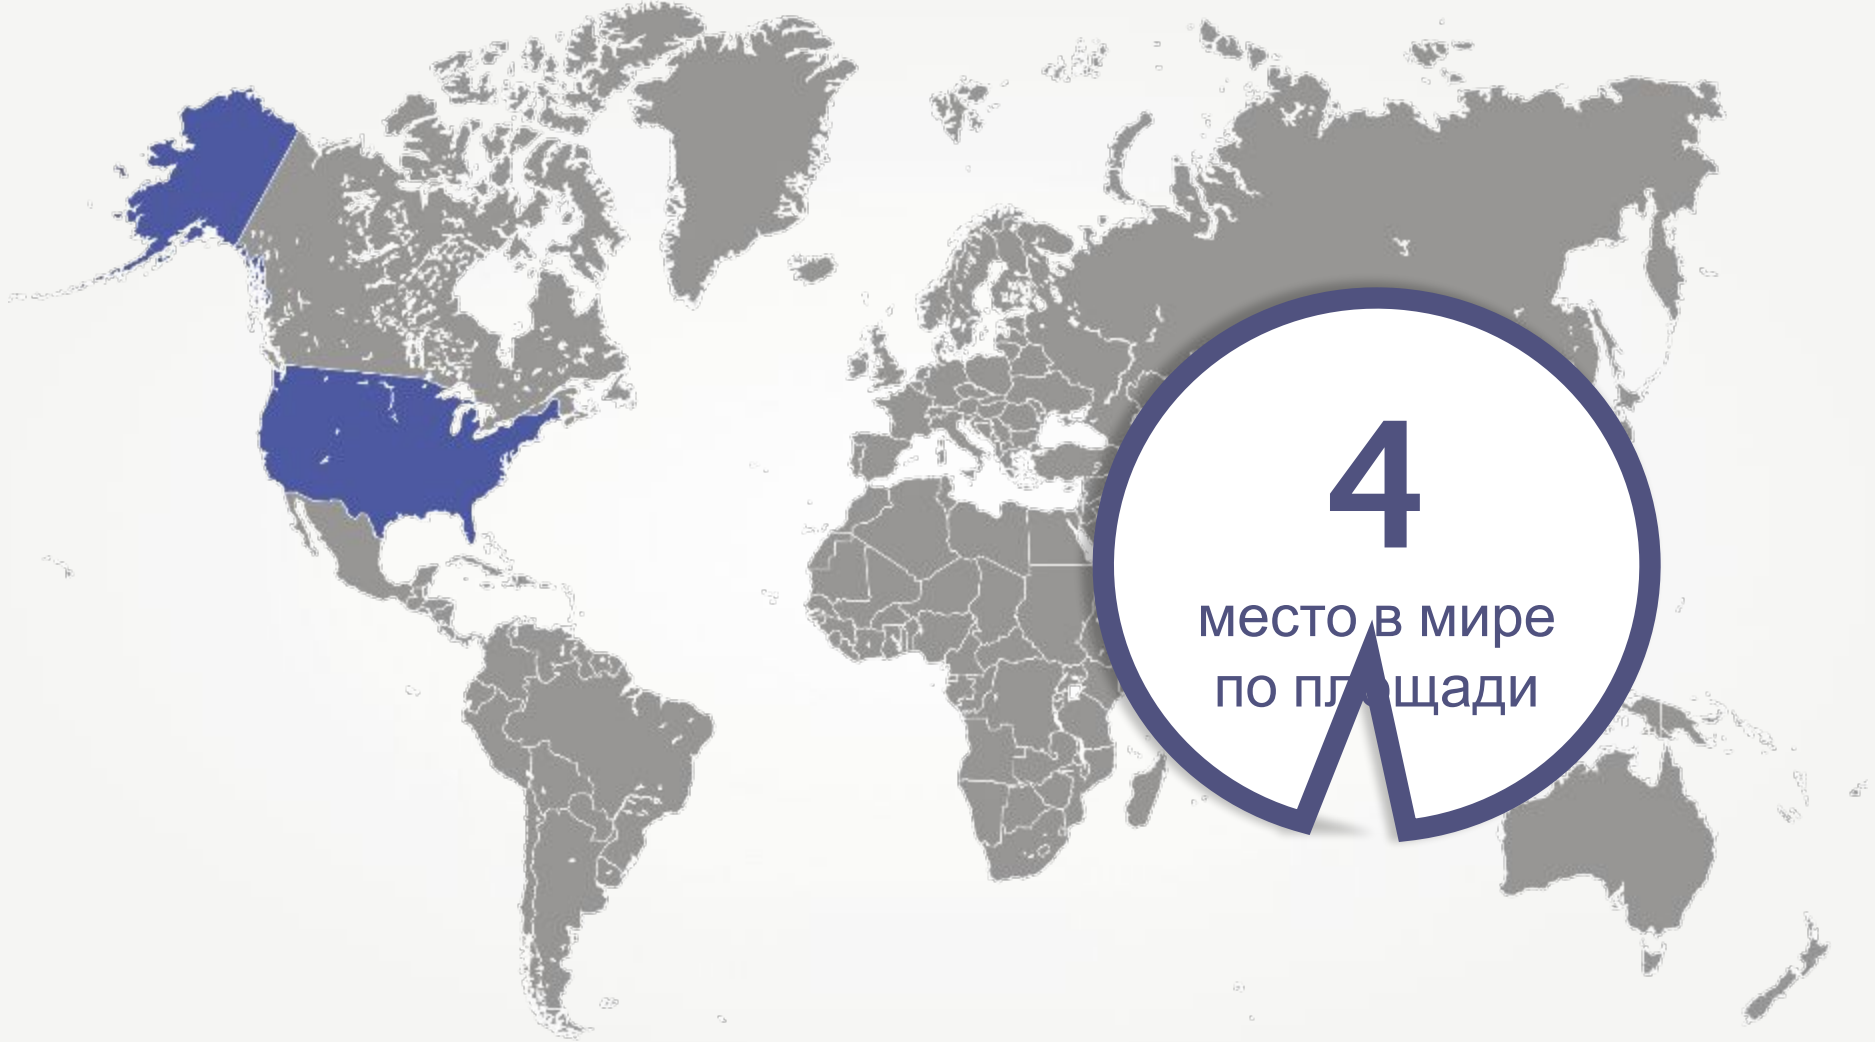 4
место в мире
по площади